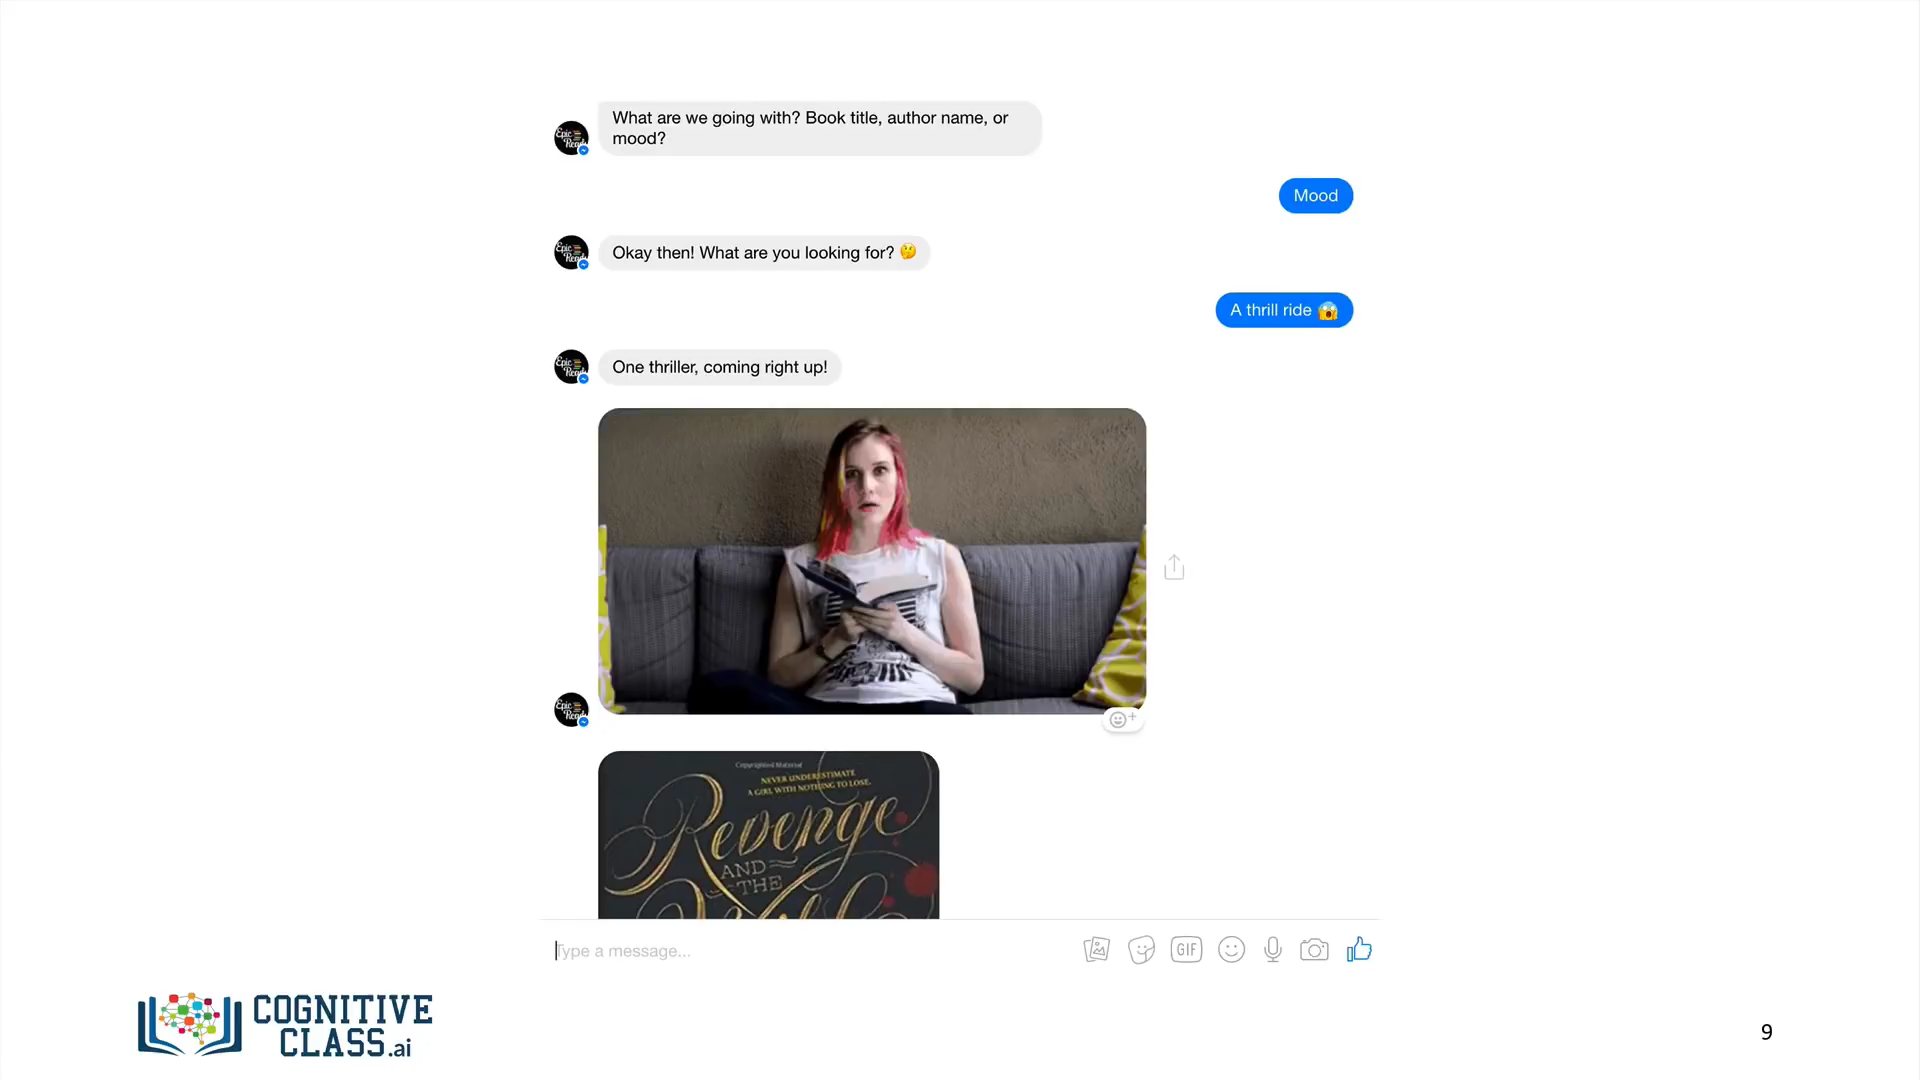 What are we going with? Book title, author name, or
mood?
Mood
Okay then! What are you looking for? 🤔
A thrill ride 😱
One thriller, coming right up!
Copyrighted Material
NEVER UNDERESTIMATE
A GIRL WITH NOTHING TO LOSE.
Revenge
AND
THE
Type a message...
GIF
COGNITIVE
CLASS.ai
9